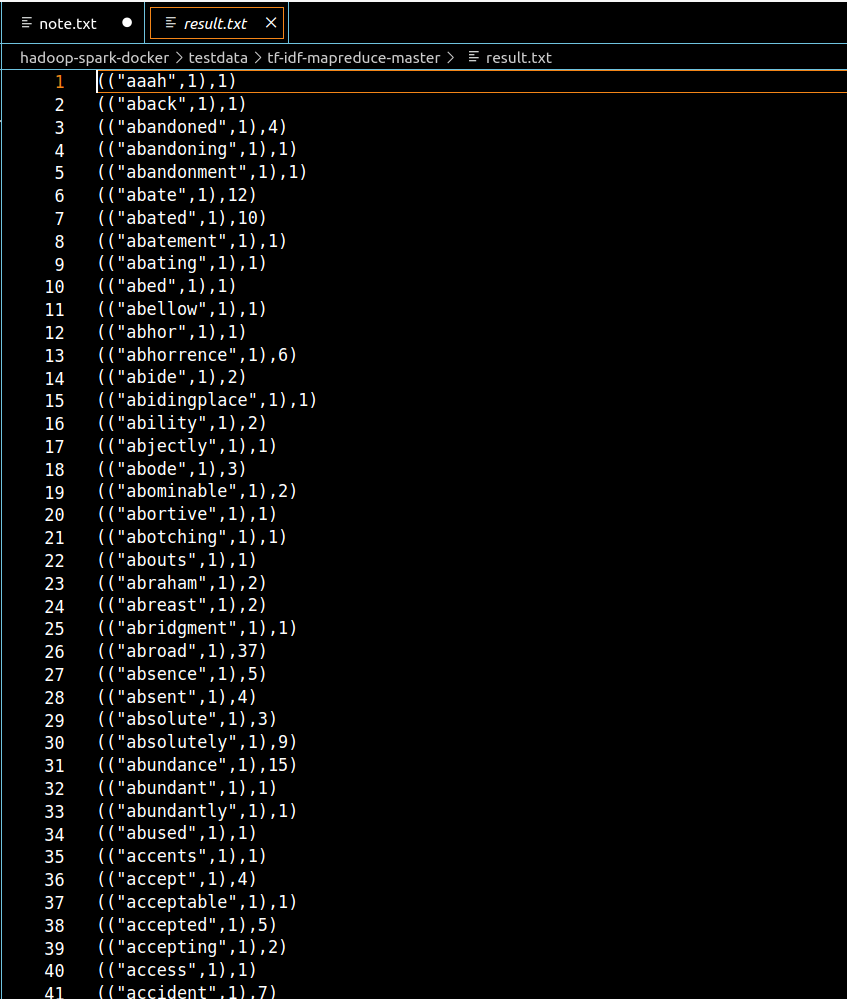 note.txt
result.txt
hadoop-spark-docker > testdata > tf-idf-mapreduce-master > result.txt
1 (("aaah",1),1)
2 (("aback",1),1)
3 (("abandoned",1),4)
4 (("abandoning",1),1)
5 (("abandonment",1),1)
6 (("abate",1),12)
7 (("abated",1),10)
8 (("abatement",1),1)
9 (("abating",1),1)
10 (("abed",1),1)
11 (("abellow",1),1)
12 (("abhor",1),1)
13 (("abhorrence",1),6)
14 (("abide",1),2)
15 (("abidingplace",1),1)
16 (("ability",1),2)
17 (("abjectly",1),1)
18 (("abode",1),3)
19 (("abominable",1),2)
20 (("abortive",1),1)
21 (("abotching",1),1)
22 (("abouts",1),1)
23 (("abraham",1),2)
24 (("abreast",1),2)
25 (("abridgment",1),1)
26 (("abroad",1),37)
27 (("absence",1),5)
28 (("absent",1),4)
29 (("absolute",1),3)
30 (("absolutely",1),9)
31 (("abundance",1),15)
32 (("abundant",1),1)
33 (("abundantly",1),1)
34 (("abused",1),1)
35 (("accents",1),1)
36 (("accept",1),4)
37 (("acceptable",1),1)
38 (("accepted",1),5)
39 (("accepting",1),2)
40 (("access",1),1)
41 (("accident",1),7)